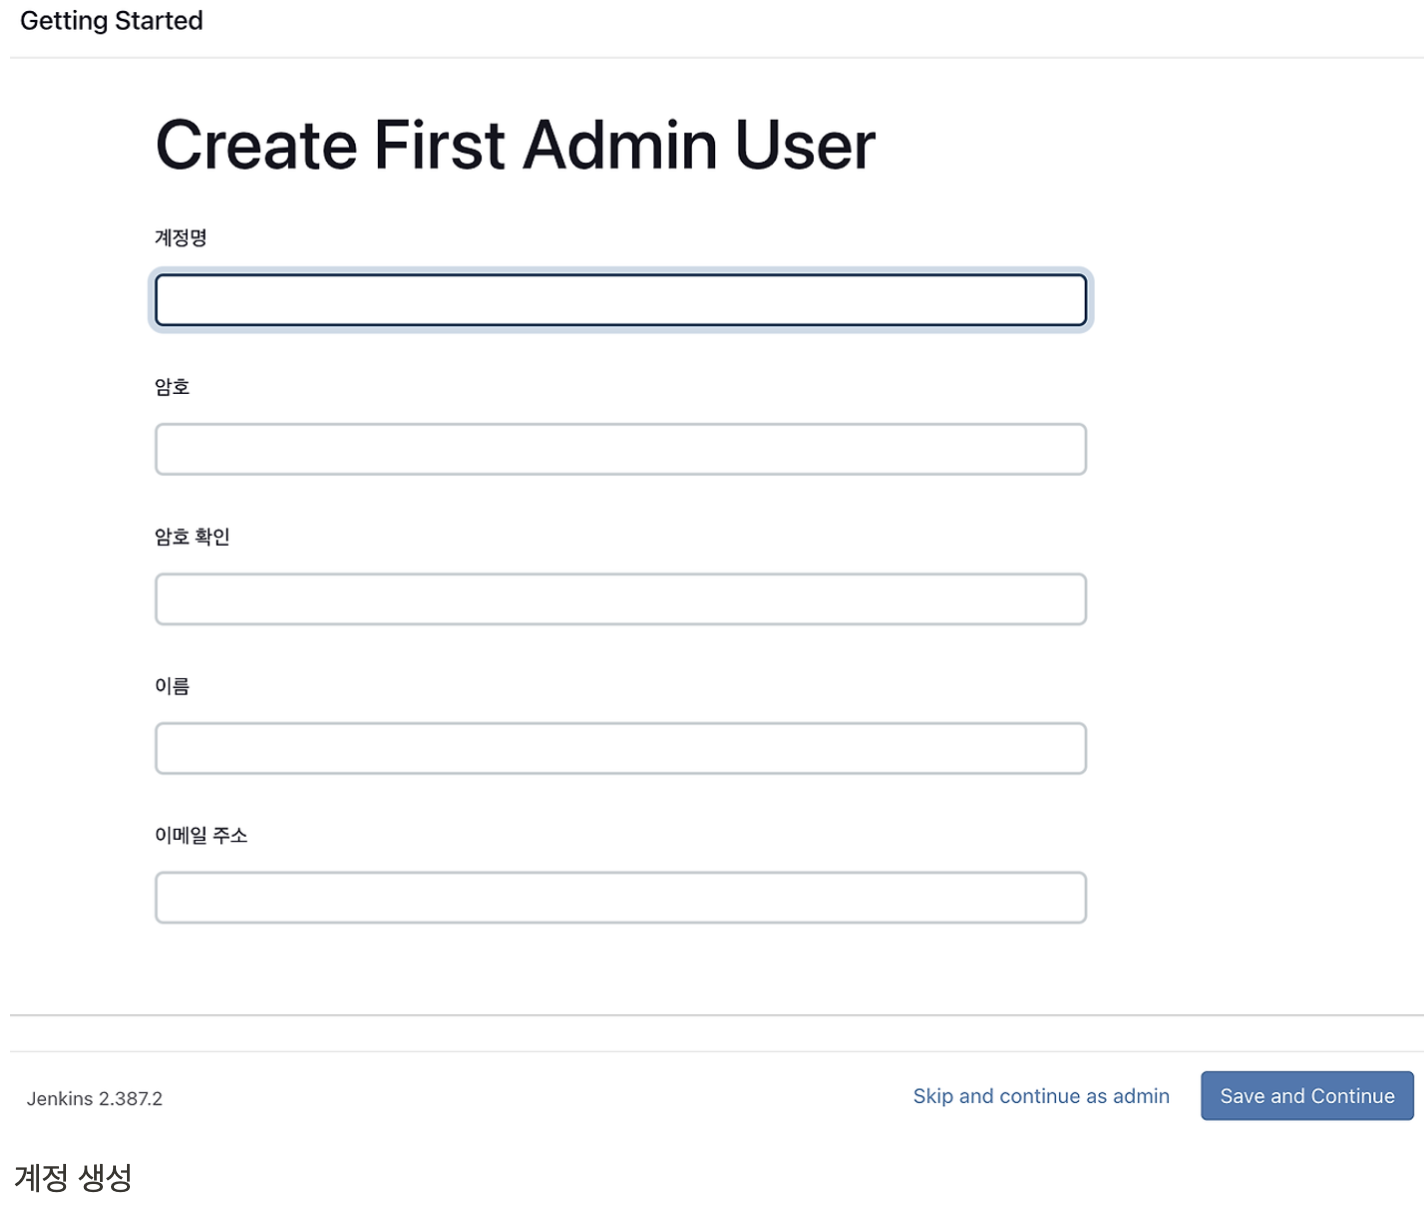 Getting Started
Create First Admin User
계정명
암호
암호 확인
이름
이메일 주소
Jenkins 2.387.2
Skip and continue as admin
Save and Continue
계정 생성